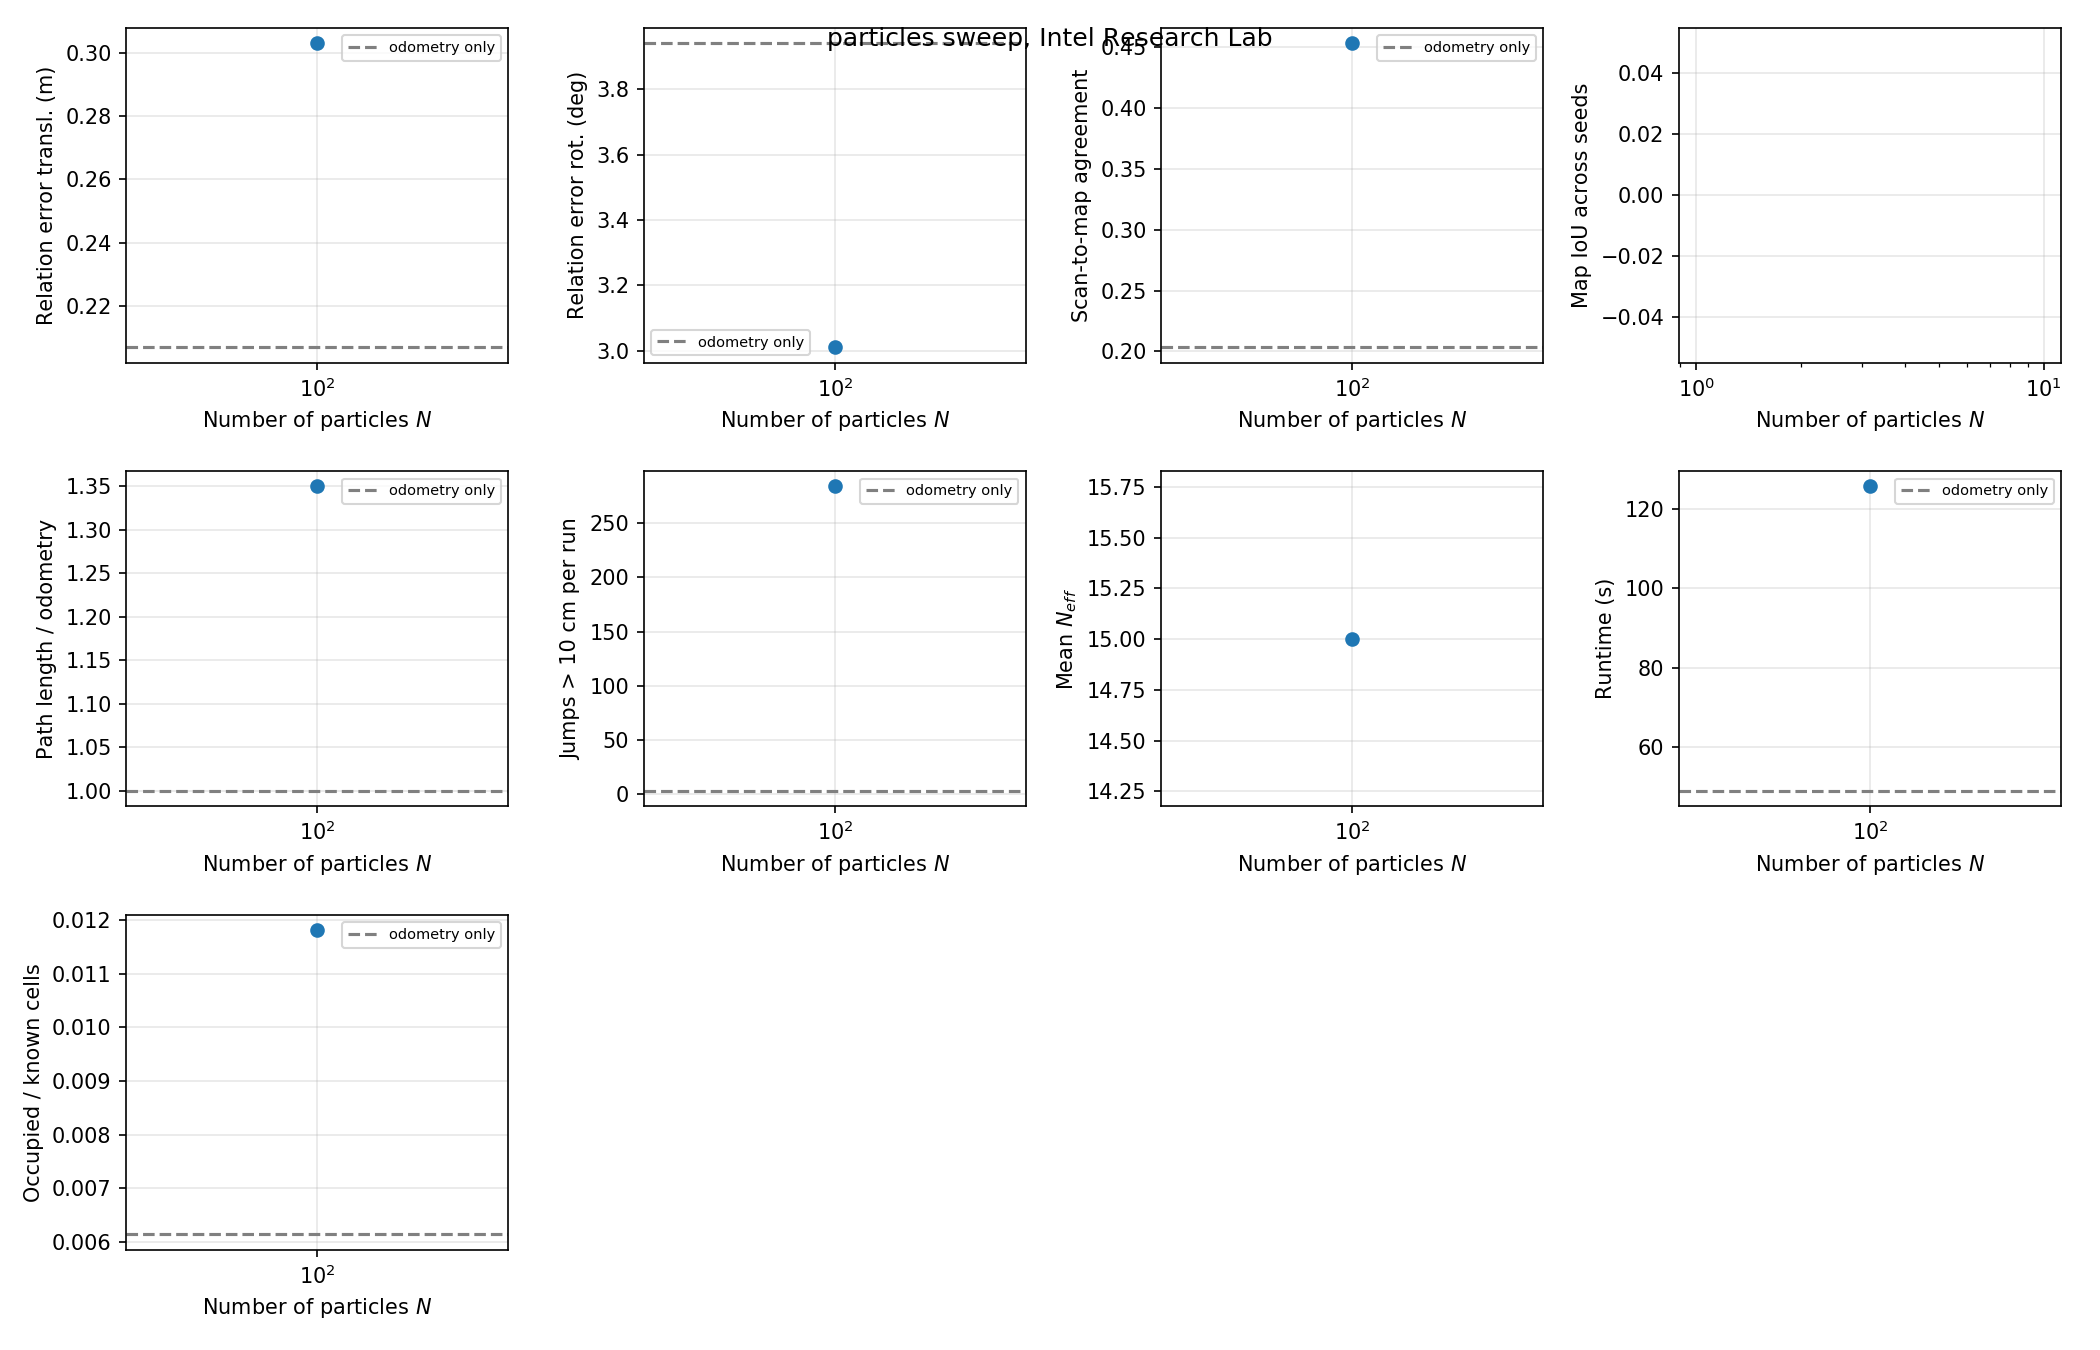 particles sweep, Intel Research Lab
Relation error transl. (m)
0.30
0.28
0.26
0.24
0.22
odometry only
10²
Number of particles N
Relation error rot. (deg)
3.8
3.6
3.4
3.2
3.0
odometry only
10²
Number of particles N
Scan-to-map agreement
0.45
0.40
0.35
0.30
0.25
0.20
odometry only
10²
Number of particles N
Map IoU across seeds
0.04
0.02
0.00
−0.02
−0.04
10⁰ 10¹
Number of particles N
Path length / odometry
1.35
1.30
1.25
1.20
1.15
1.10
1.05
1.00
odometry only
10²
Number of particles N
Jumps > 10 cm per run
250
200
150
100
50
0
odometry only
10²
Number of particles N
Mean N_eff
15.75
15.50
15.25
15.00
14.75
14.50
14.25
10²
Number of particles N
Runtime (s)
120
100
80
60
odometry only
10²
Number of particles N
Occupied / known cells
0.012
0.011
0.010
0.009
0.008
0.007
0.006
odometry only
10²
Number of particles N